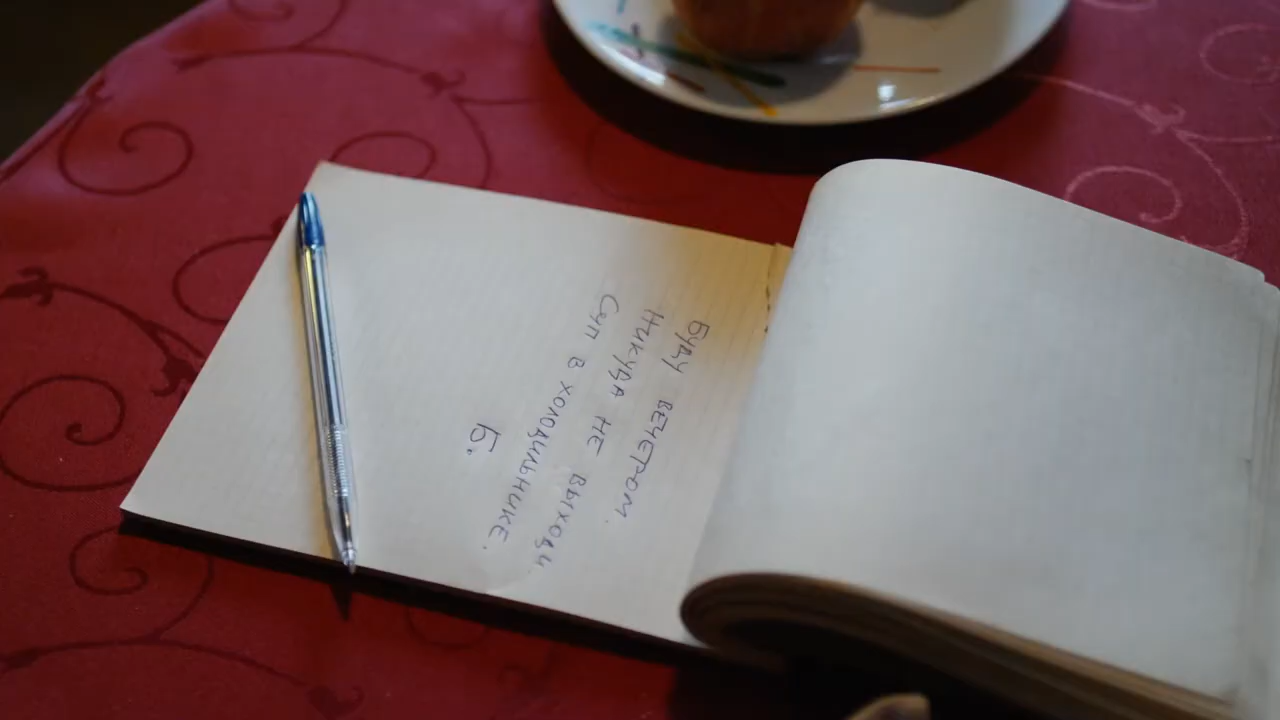 Буду вечером.
Никуда не выходи.
Суп в холодильнике.
Б.